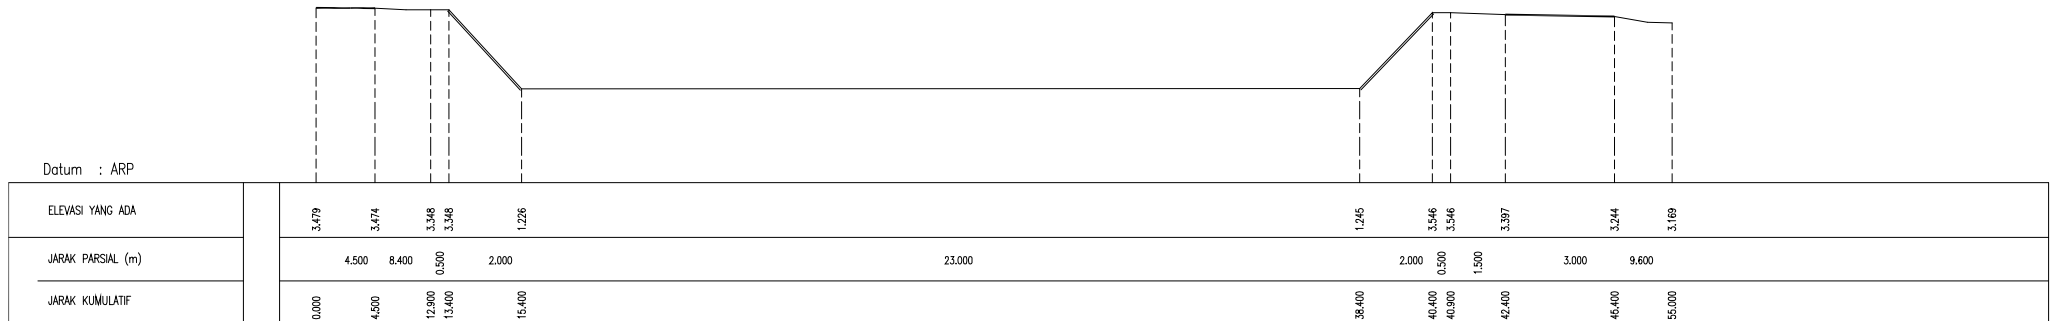 Datum : ARP
ELEVASI YANG ADA 3.479 3.474 3.348 3.348 1.226 1.245 3.546 3.546 3.397 3.244 3.169
JARAK PARSIAL (m) 4.500 8.400 0.500 2.000 23.000 2.000 0.500 1.500 3.000 9.600
JARAK KUMULATIF 0.000 4.500 12.900 13.400 15.400 38.400 40.400 40.900 42.400 45.400 55.000